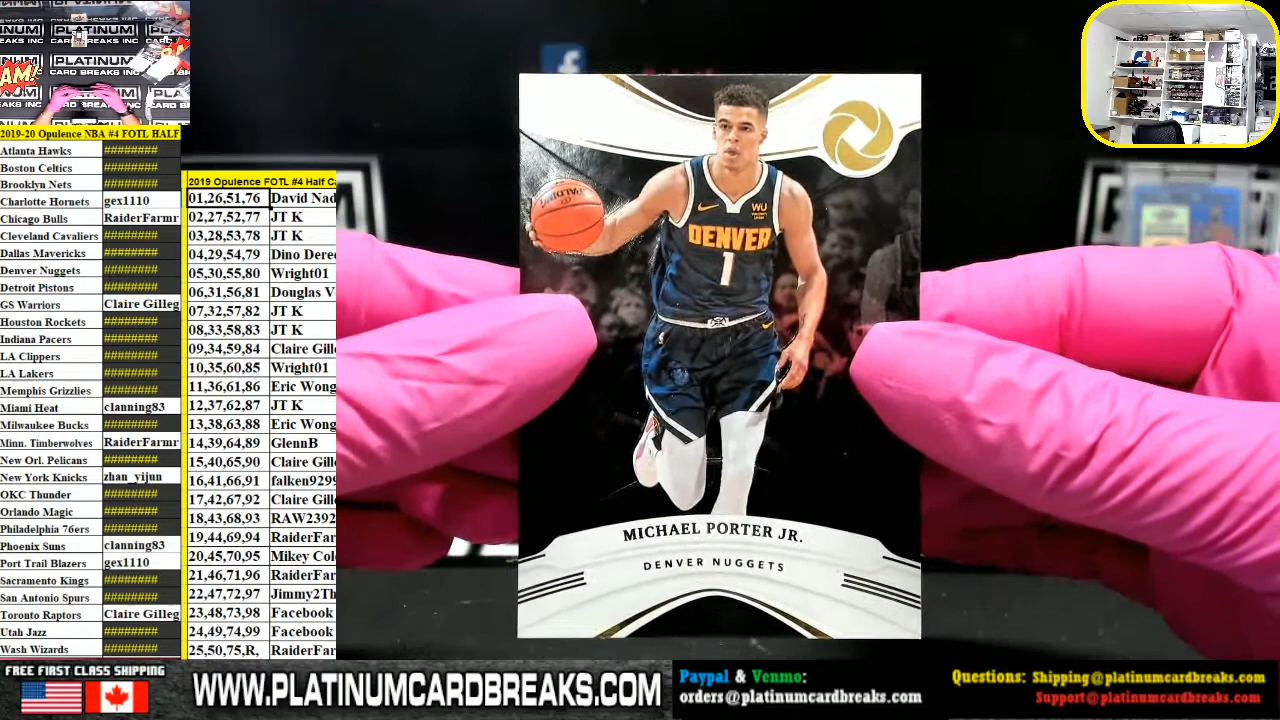 PLATINUM
CARD BREAKS INC
AM!
2019-20 Opulence NBA #4 FOTL HALF
Atlanta Hawks ########
Boston Celtics ########
Brooklyn Nets ########
Charlotte Hornets gex1110
Chicago Bulls RaiderFarmr
Cleveland Cavaliers ########
Dallas Mavericks ########
Denver Nuggets ########
Detroit Pistons ########
GS Warriors Claire Gilleg
Houston Rockets ########
Indiana Pacers ########
LA Clippers ########
LA Lakers ########
Memphis Grizzlies ########
Miami Heat clanning83
Milwaukee Bucks ########
Minn. Timberwolves RaiderFarmr
New Orl. Pelicans ########
New York Knicks zhan_yijun
OKC Thunder ########
Orlando Magic ########
Philadelphia 76ers ########
Phoenix Suns clanning83
Port Trail Blazers gex1110
Sacramento Kings ########
San Antonio Spurs ########
Toronto Raptors Claire Gilleg
Utah Jazz ########
Wash Wizards ########
2019 Opulence FOTL #4 Half Ca
01,26,51,76 David Nad
02,27,52,77 JT K
03,28,53,78 JT K
04,29,54,79 Dino Dere
05,30,55,80 Wright01
06,31,56,81 Douglas V
07,32,57,82 JT K
08,33,58,83 JT K
09,34,59,84 Claire Gille
10,35,60,85 Wright01
11,36,61,86 Eric Wong
12,37,62,87 JT K
13,38,63,88 Eric Wong
14,39,64,89 GlennB
15,40,65,90 Claire Gille
16,41,66,91 falken9299
17,42,67,92 Claire Gille
18,43,68,93 RAW2392
19,44,69,94 RaiderFar
20,45,70,95 Mikey Col
21,46,71,96 RaiderFar
22,47,72,97 Jimmy2Th
23,48,73,98 Facebook
24,49,74,99 Facebook
25,50,75,R, RaiderFar
SPALDING
WU
DENVER
1
MICHAEL PORTER JR.
DENVER NUGGETS
FREE FIRST CLASS SHIPPING
WWW.PLATINUMCARDBREAKS.COM
Paypal & Venmo:
orders@platinumcardbreaks.com
Questions: Shipping@platinumcardbreaks.com
Support@platinumcardbreaks.com